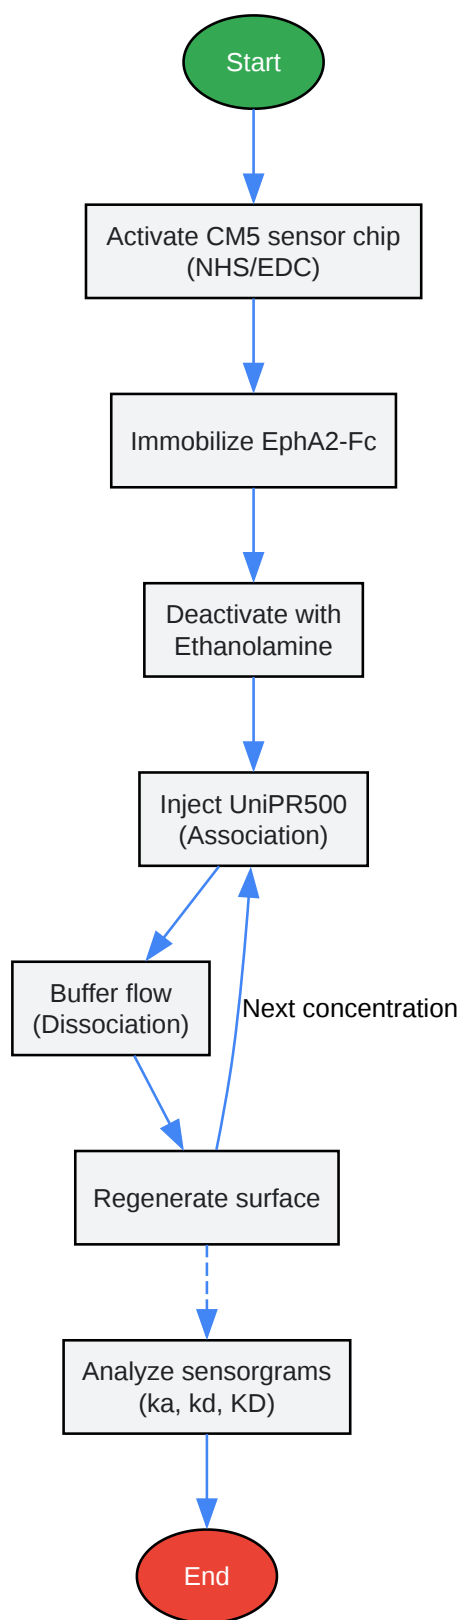 Start
Activate CM5 sensor chip
(NHS/EDC)
Immobilize EphA2-Fc
Deactivate with
Ethanolamine
Inject UniPR500
(Association)
Buffer flow
(Dissociation)
Next concentration
Regenerate surface
Analyze sensorgrams
(ka, kd, KD)
End